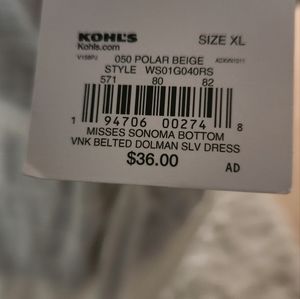 KOHL'S SIZE XL
Kohls.com
050 POLAR BEIGE
STYLE WS01G040RS
571 80 82
1 94706 00274 8
MISSES SONOMA BOTTOM
VNK BELTED DOLMAN SLV DRESS
$36.00
AD